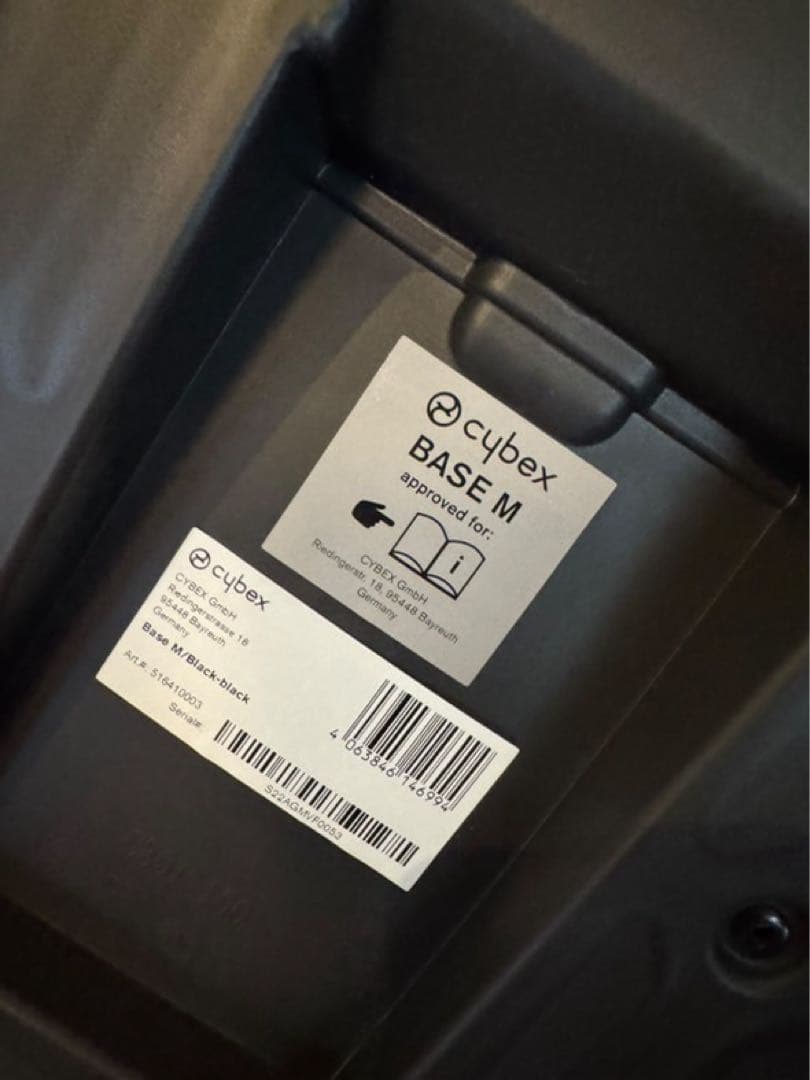 cybex
BASE M
approved for:
i
CYBEX GmbH
Riedingerstr. 18, 95448 Bayreuth
Germany
cybex
CYBEX GmbH
Riedingerstrasse 18
95448 Bayreuth
Germany
Base M/Black-black
Art.#: 516410003
Serial#:
4 063846 146994
S22AGMVF0053